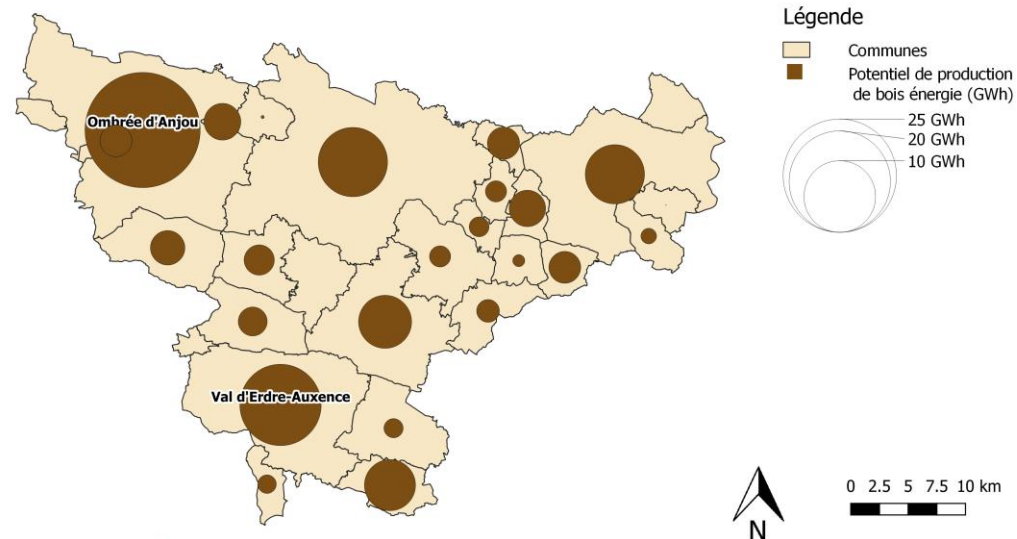 Légende
Communes
Potentiel de production
de bois énergie (GWh)
25 GWh
20 GWh
10 GWh
Ombrée d'Anjou
Val d'Erdre-Auxence
N
0 2.5 5 7.5 10 km